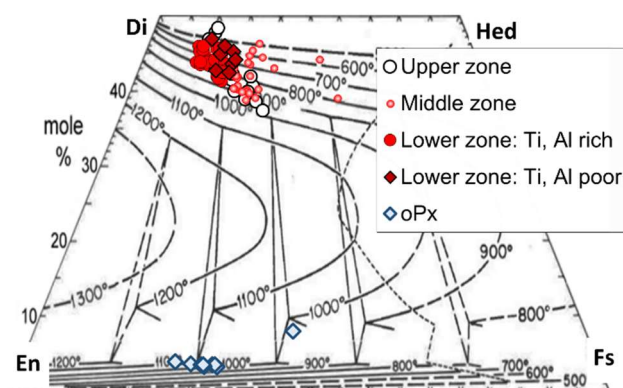 Di
Hed
600°
700°
800°
1000°
1100°
1200°
40
mole
%
30
20
10
Upper zone
Middle zone
Lower zone: Ti, Al rich
Lower zone: Ti, Al poor
oPx
1300°
1200°
1100°
1000°
900°
800°
En
Fs
1200°
1000°
900°
800°
700°
600°
500